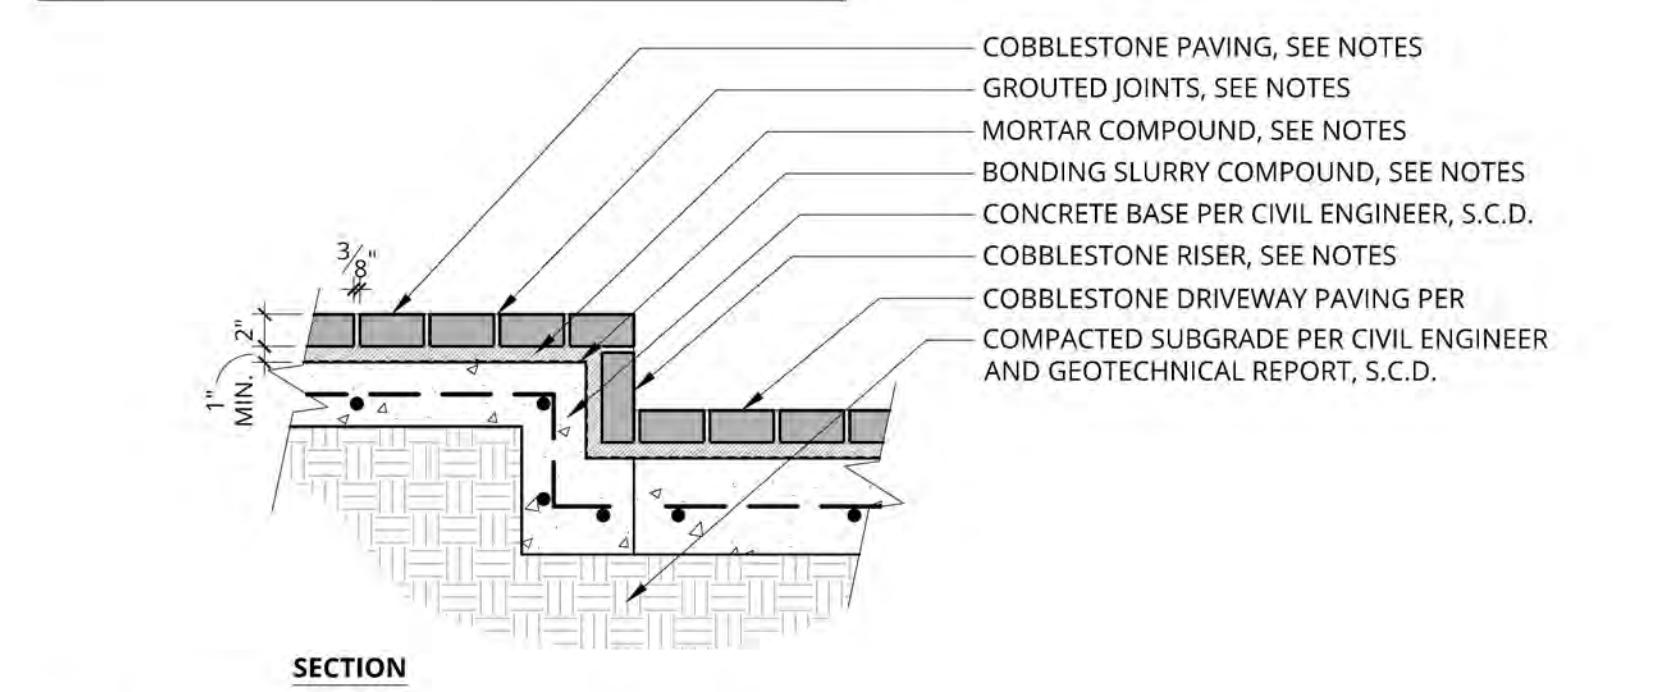 COBBLESTONE PAVING, SEE NOTES
GROUTED JOINTS, SEE NOTES
MORTAR COMPOUND, SEE NOTES
BONDING SLURRY COMPOUND, SEE NOTES
CONCRETE BASE PER CIVIL ENGINEER, S.C.D.
COBBLESTONE RISER, SEE NOTES
COBBLESTONE DRIVEWAY PAVING PER
COMPACTED SUBGRADE PER CIVIL ENGINEER
AND GEOTECHNICAL REPORT, S.C.D.
3/8"
2"
1"
MIN.
SECTION